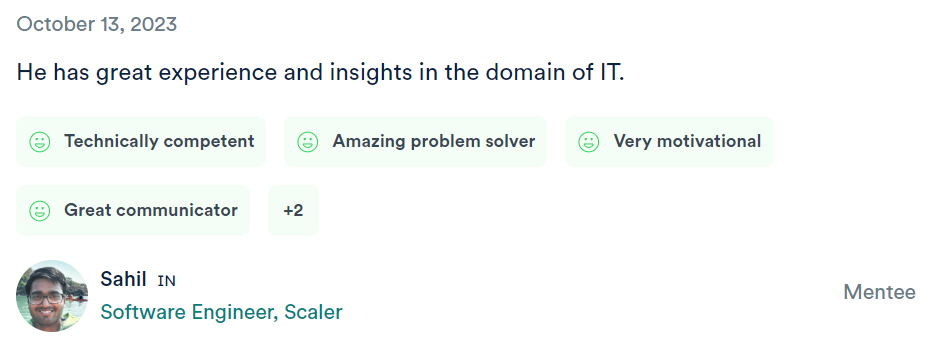 October 13, 2023
He has great experience and insights in the domain of IT.
Technically competent Amazing problem solver Very motivational
Great communicator +2
Sahil IN
Software Engineer, Scaler
Mentee